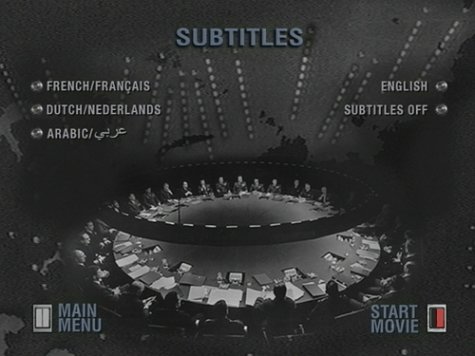 SUBTITLES
FRENCH/FRANÇAIS
DUTCH/NEDERLANDS
ARABIC/عربي
ENGLISH
SUBTITLES OFF
MAIN
MENU
START
MOVIE